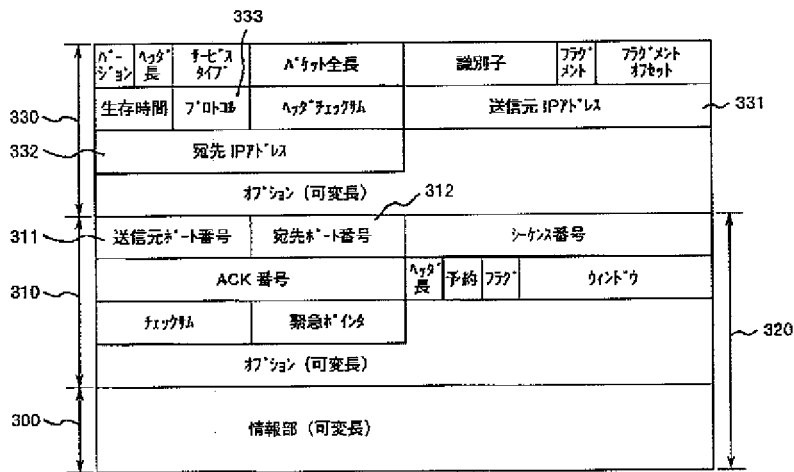 333
バージョン
ヘッダ長
サービスタイプ
パケット全長
識別子
フラグメント
フラグメントオフセット
330
生存時間
プロトコル
ヘッダチェックサム
送信元 IPアドレス
331
332
宛先 IPアドレス
オプション (可変長)
312
311
送信元ポート番号
宛先ポート番号
シーケンス番号
310
ACK 番号
ヘッダ長
予約
フラグ
ウィンドウ
チェックサム
緊急ポインタ
320
オプション (可変長)
300
情報部 (可変長)